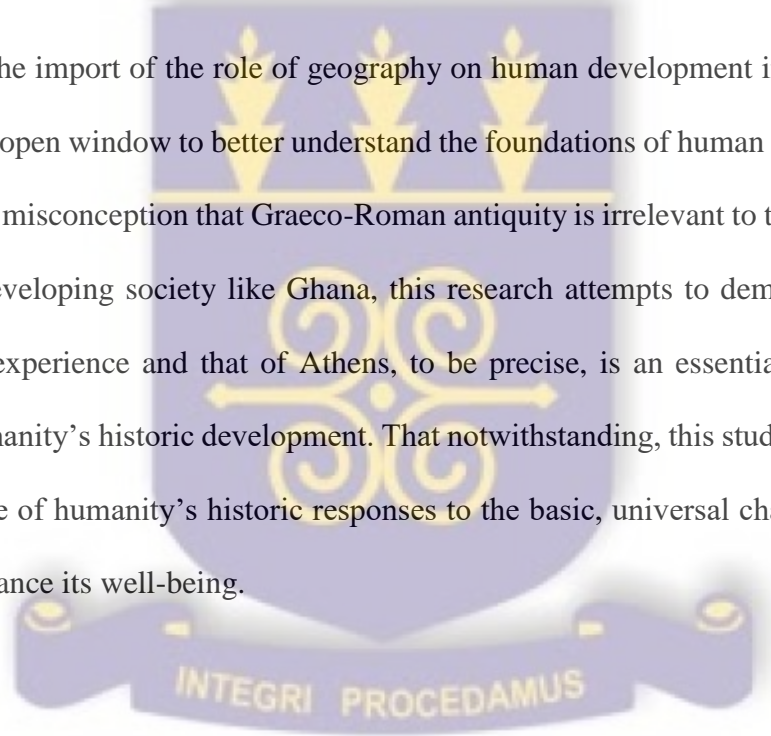 he import of the role of geography on human development i
open window to better understand the foundations of human
misconception that Graeco-Roman antiquity is irrelevant to t
eveloping society like Ghana, this research attempts to dem
experience and that of Athens, to be precise, is an essentia
nanity’s historic development. That notwithstanding, this stud
e of humanity’s historic responses to the basic, universal cha
ance its well-being.
INTEGRI PROCEDAMUS